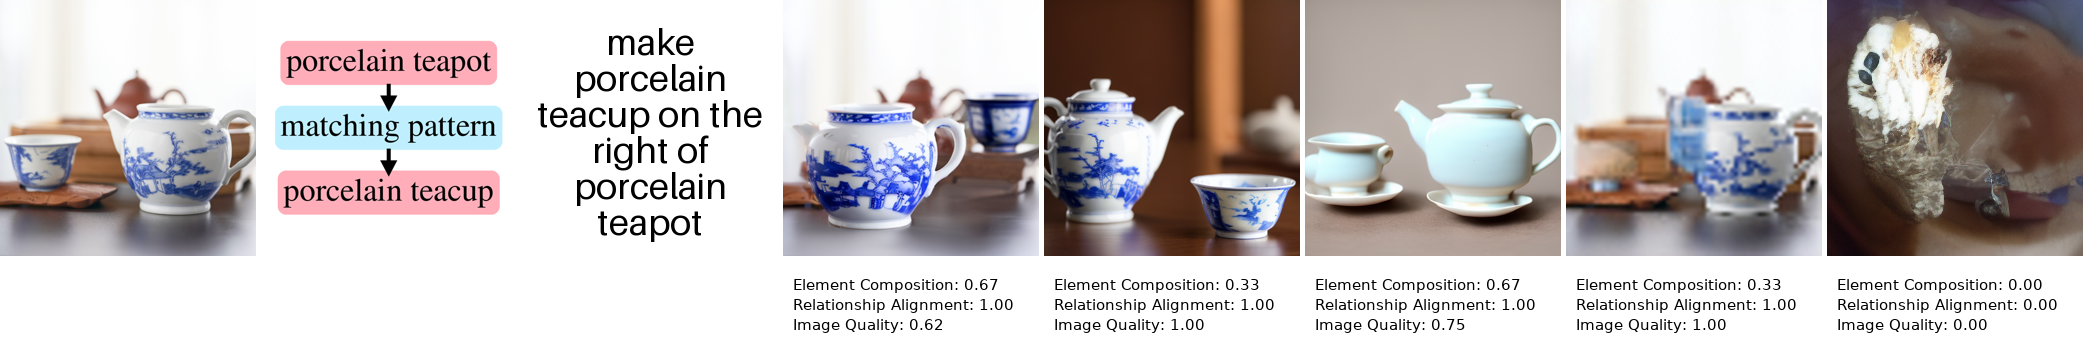 porcelain teapot
matching pattern
porcelain teacup
make
porcelain
teacup on the
right of
porcelain
teapot
Element Composition: 0.67
Relationship Alignment: 1.00
Image Quality: 0.62
Element Composition: 0.33
Relationship Alignment: 1.00
Image Quality: 1.00
Element Composition: 0.67
Relationship Alignment: 1.00
Image Quality: 0.75
Element Composition: 0.33
Relationship Alignment: 1.00
Image Quality: 1.00
Element Composition: 0.00
Relationship Alignment: 0.00
Image Quality: 0.00